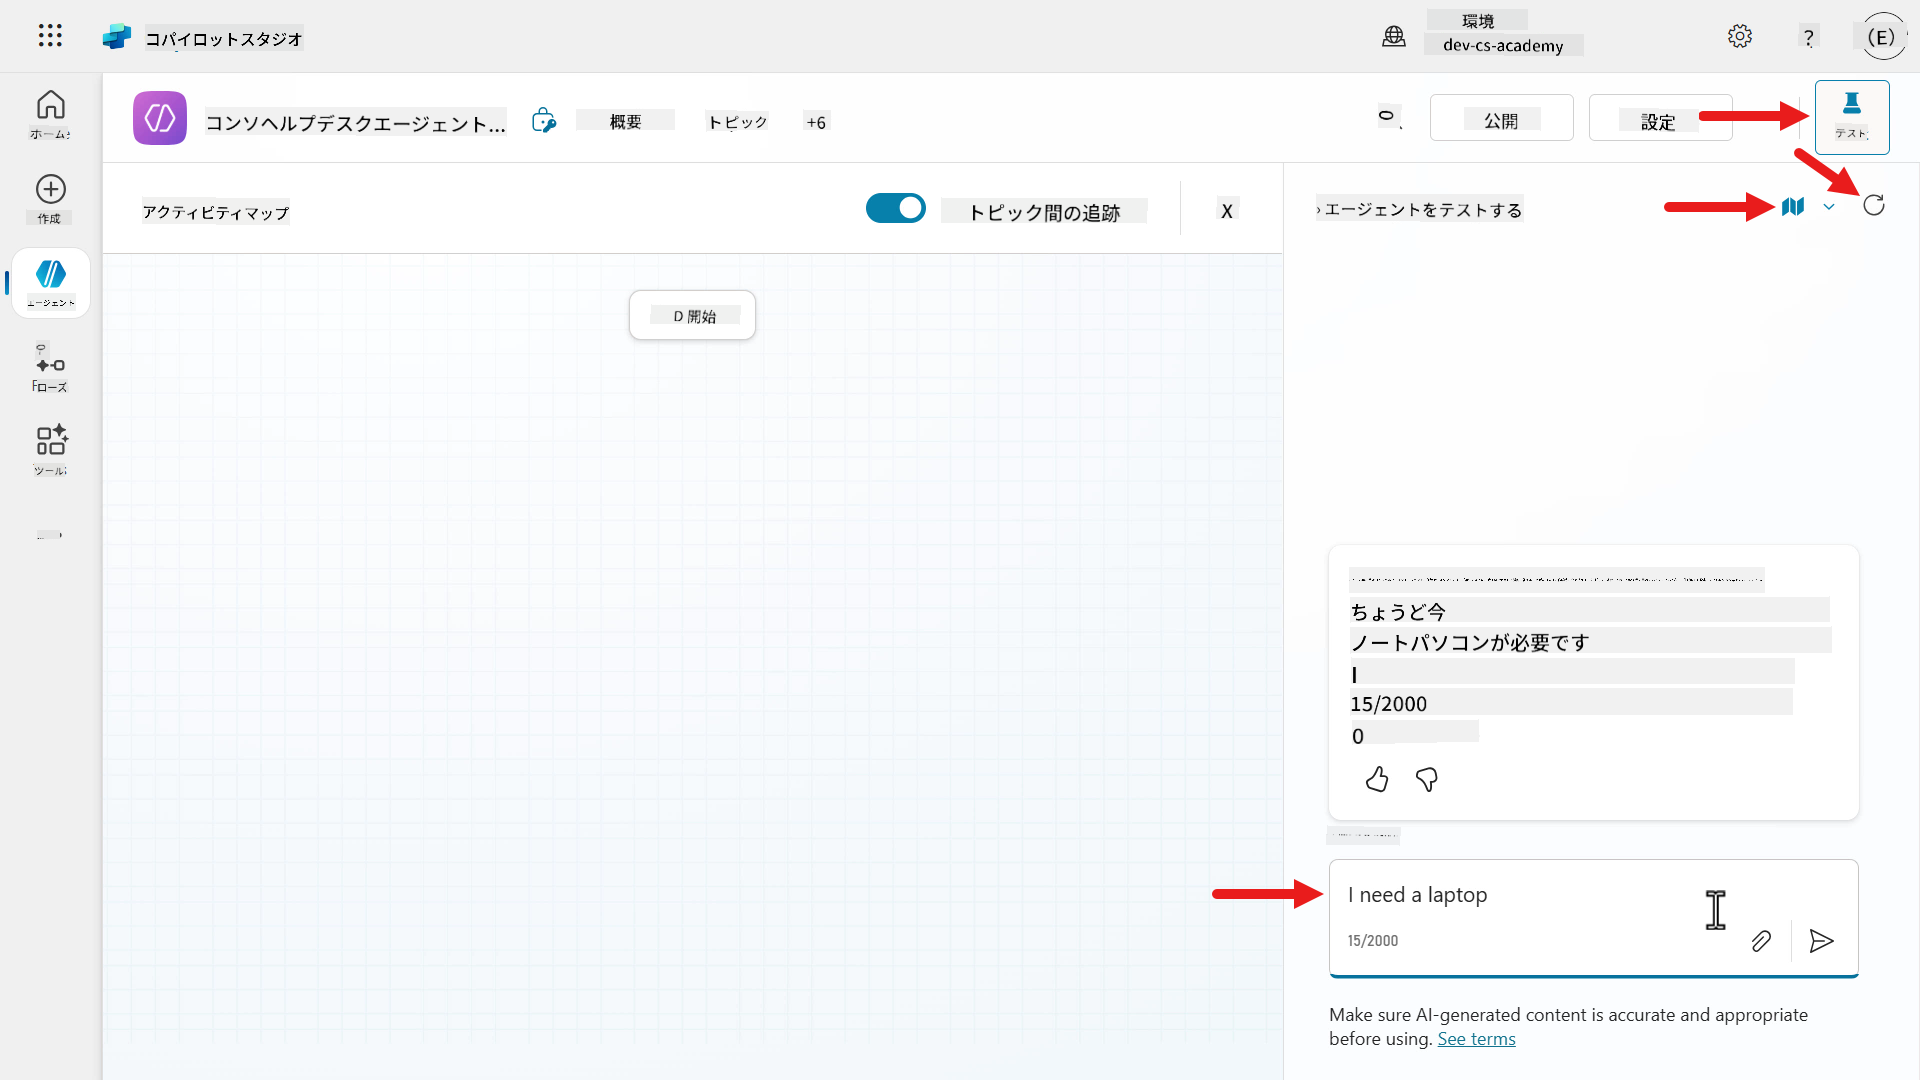 コパイロットスタジオ
環境
dev-cs-academy
?
(E)
ホーム
コンソヘルプデスクエージェント...
概要
トピック
+6
公開
設定
テスト
作成
アクティビティマップ
トピック間の追跡
X
エージェントをテストする
エージェント
D 開始
Fローズ
ツール
ちょうど今
ノートパソコンが必要です
I
15/2000
0
I need a laptop
15/2000
Make sure AI-generated content is accurate and appropriate
before using. See terms